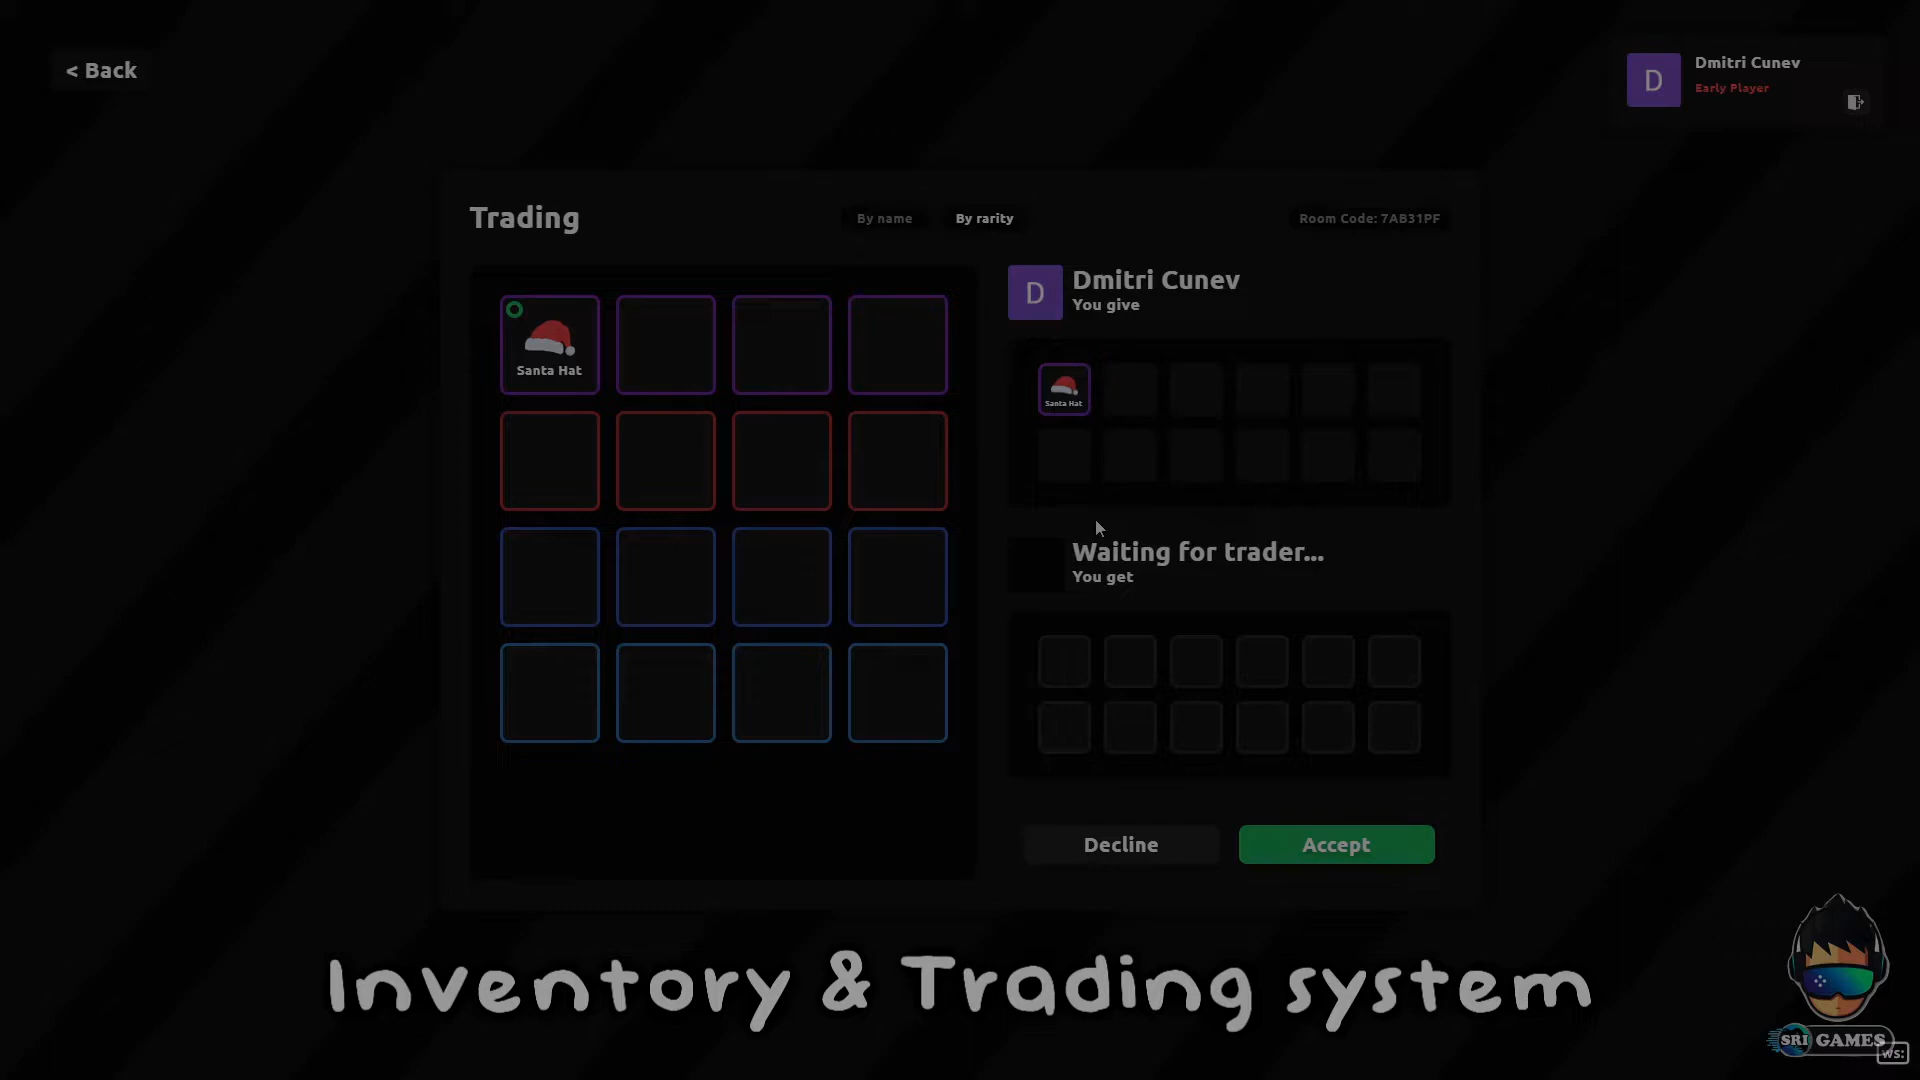 < Back
D
Dmitri Cunev
Early Player
Trading
By name
By rarity
Room Code: 7AB31PF
Santa Hat
D
Dmitri Cunev
You give
Santa Hat
Waiting for trader...
You get
Decline
Accept
Inventory & Trading system
SRI GAMES
ws: